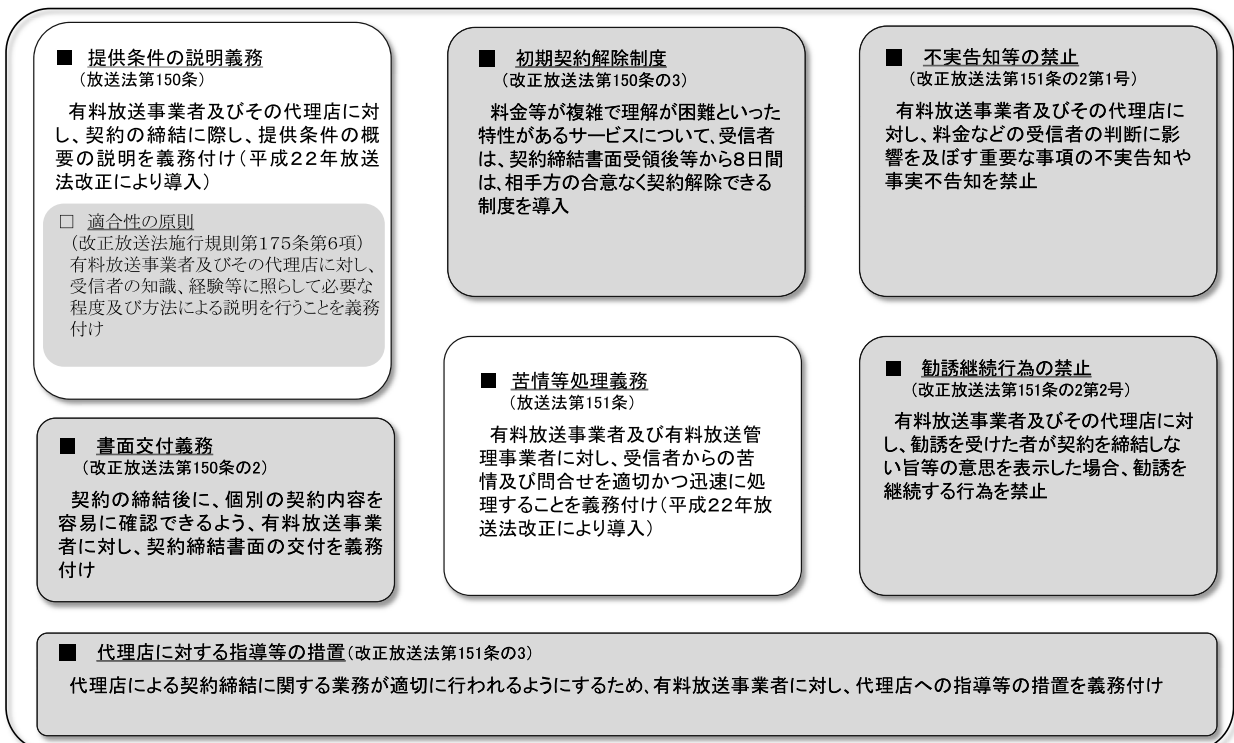 ■ 提供条件の説明義務
(放送法第150条)
有料放送事業者及びその代理店に対
し、契約の締結に際し、提供条件の概
要の説明を義務付け(平成22年放送
法改正により導入)
□ 適合性の原則
(改正放送法施行規則第175条第6項)
有料放送事業者及びその代理店に対し、
受信者の知識、経験等に照らして必要な
程度及び方法による説明を行うことを義務
付け
■ 書面交付義務
(改正放送法第150条の2)
契約の締結後に、個別の契約内容を
容易に確認できるよう、有料放送事業
者に対し、契約締結書面の交付を義務
付け
■ 初期契約解除制度
(改正放送法第150条の3)
料金等が複雑で理解が困難といった
特性があるサービスについて、受信者
は、契約締結書面受領後等から8日間
は、相手方の合意なく契約解除できる
制度を導入
■ 苦情等処理義務
(放送法第151条)
有料放送事業者及び有料放送管
理事業者に対し、受信者からの苦
情及び問合せを適切かつ迅速に処
理することを義務付け(平成22年放
送法改正により導入)
■ 不実告知等の禁止
(改正放送法第151条の2第1号)
有料放送事業者及びその代理店に
対し、料金などの受信者の判断に影
響を及ぼす重要な事項の不実告知や
事実不告知を禁止
■ 勧誘継続行為の禁止
(改正放送法第151条の2第2号)
有料放送事業者及びその代理店に対
し、勧誘を受けた者が契約を締結しな
い旨等の意思を表示した場合、勧誘を
継続する行為を禁止
■ 代理店に対する指導等の措置(改正放送法第151条の3)
代理店による契約締結に関する業務が適切に行われるようにするため、有料放送事業者に対し、代理店への指導等の措置を義務付け